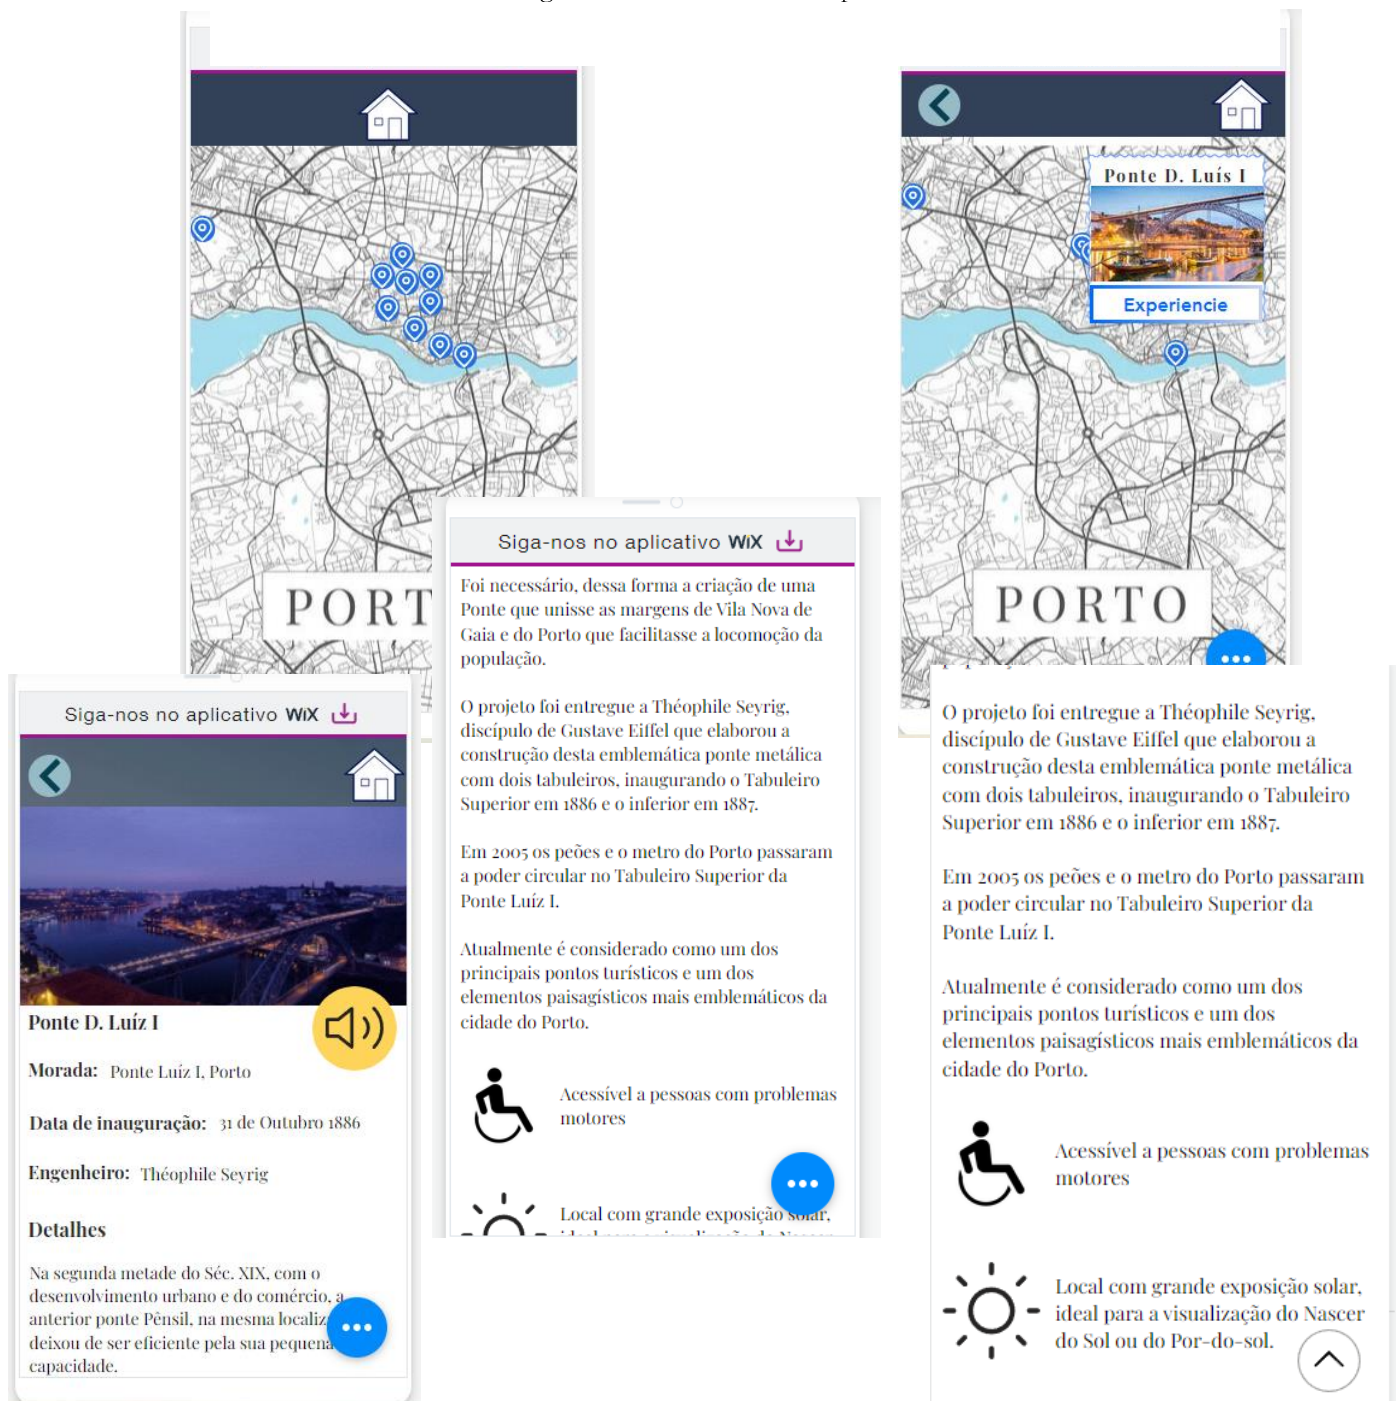 PORT
Ponte D. Luís I
Experiencie
PORTO
Siga-nos no aplicativo WiX
Foi necessário, dessa forma a criação de uma
Ponte que unisse as margens de Vila Nova de
Gaia e do Porto que facilitasse a locomoção da
população.
O projeto foi entregue a Théophile Seyrig,
discípulo de Gustave Eiffel que elaborou a
construção desta emblemática ponte metálica
com dois tabuleiros, inaugurando o Tabuleiro
Superior em 1886 e o inferior em 1887.
Em 2005 os peões e o metro do Porto passaram
a poder circular no Tabuleiro Superior da
Ponte Luíz I.
Atualmente é considerado como um dos
principais pontos turísticos e um dos
elementos paisagísticos mais emblemáticos da
cidade do Porto.
Acessível a pessoas com problemas
motores
Local com grande exposição solar,
Siga-nos no aplicativo WiX
Ponte D. Luíz I
Morada: Ponte Luíz I, Porto
Data de inauguração: 31 de Outubro 1886
Engenheiro: Théophile Seyrig
Detalhes
Na segunda metade do Séc. XIX, com o
desenvolvimento urbano e do comércio, a
anterior ponte Pênsil, na mesma localiz
deixou de ser eficiente pela sua pequena
capacidade.
O projeto foi entregue a Théophile Seyrig,
discípulo de Gustave Eiffel que elaborou a
construção desta emblemática ponte metálica
com dois tabuleiros, inaugurando o Tabuleiro
Superior em 1886 e o inferior em 1887.
Em 2005 os peões e o metro do Porto passaram
a poder circular no Tabuleiro Superior da
Ponte Luíz I.
Atualmente é considerado como um dos
principais pontos turísticos e um dos
elementos paisagísticos mais emblemáticos da
cidade do Porto.
Acessível a pessoas com problemas
motores
Local com grande exposição solar,
ideal para a visualização do Nascer
do Sol ou do Por-do-sol.